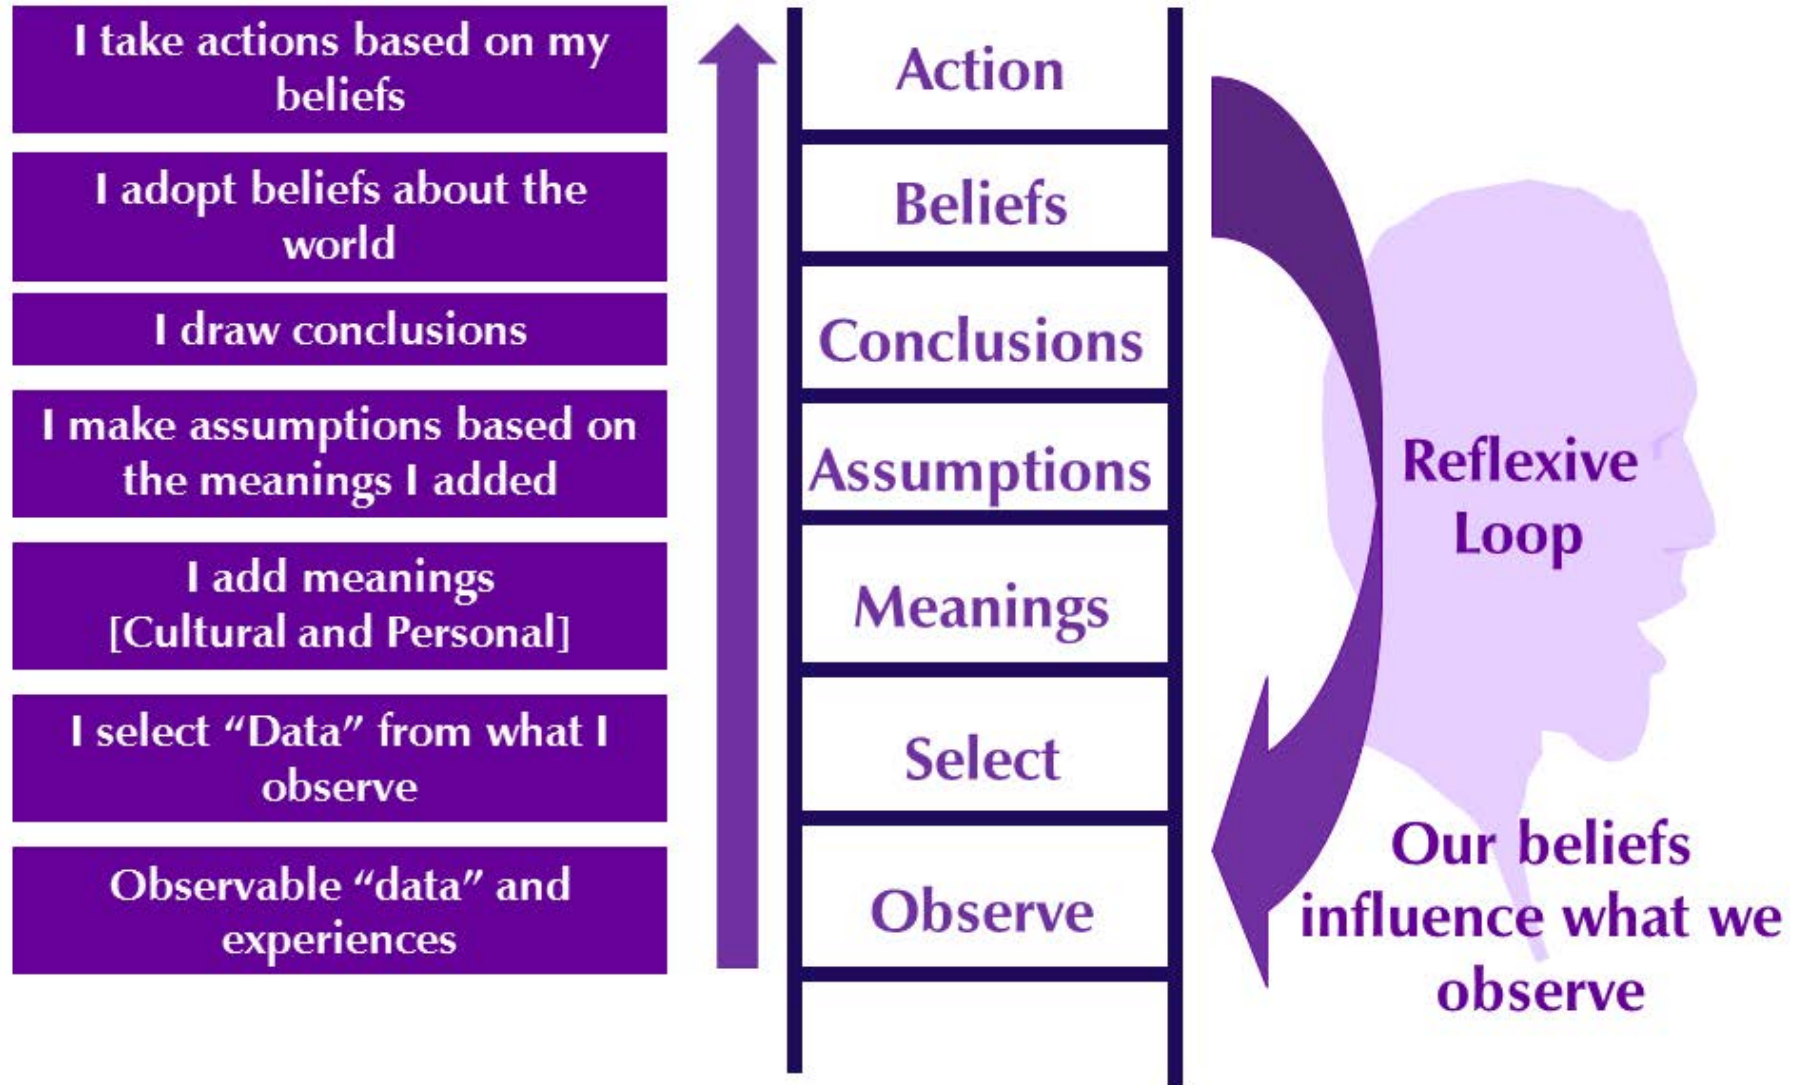 I take actions based on my
beliefs
I adopt beliefs about the
world
I draw conclusions
I make assumptions based on
the meanings I added
I add meanings
[Cultural and Personal]
I select “Data” from what I
observe
Observable “data” and
experiences
Action
Beliefs
Conclusions
Assumptions
Meanings
Select
Observe
Reflexive
Loop
Our beliefs
influence what we
observe